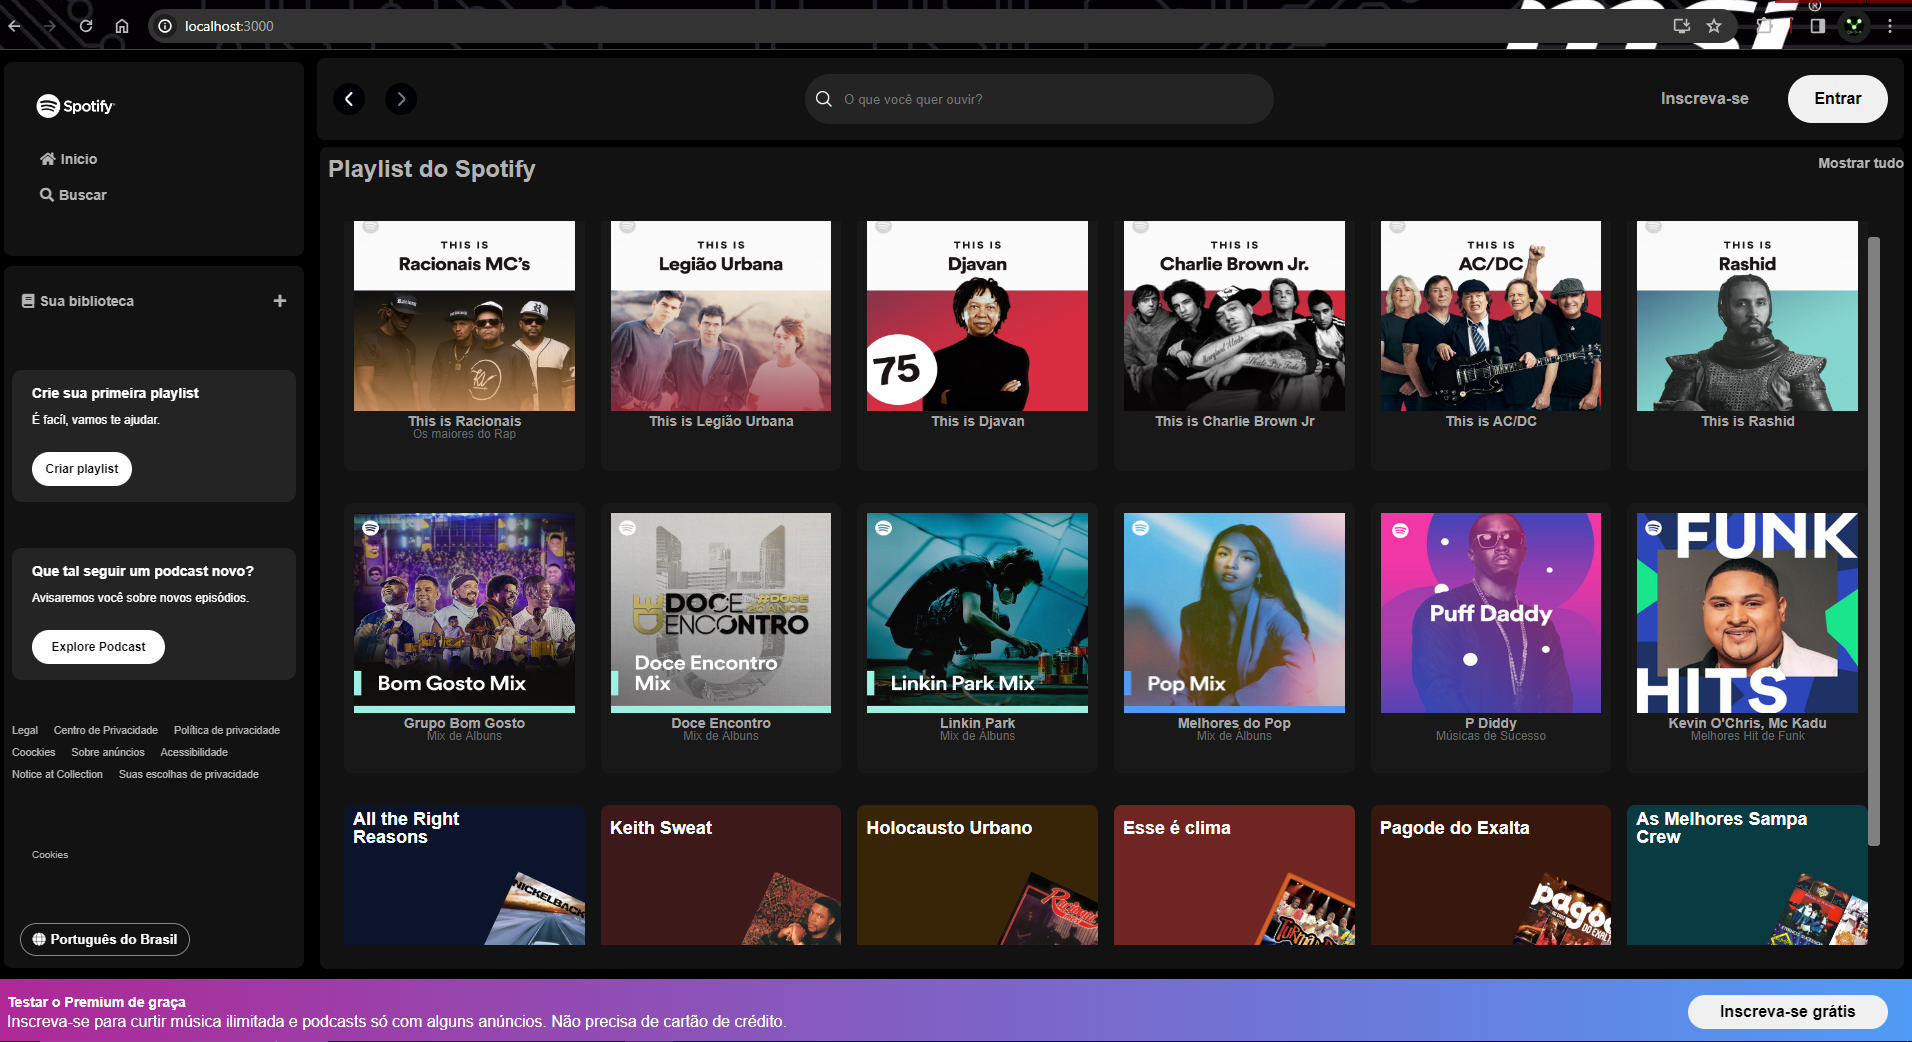 localhost:3000
Spotify
Início
Buscar
Sua biblioteca
Crie sua primeira playlist
É facíl, vamos te ajudar.
Criar playlist
Que tal seguir um podcast novo?
Avisaremos você sobre novos episódios.
Explore Podcast
Legal Centro de Privacidade Política de privacidade
Coockies Sobre anúncios Acessibilidade
Notice at Collection Suas escolhas de privacidade
Cookies
Português do Brasil
O que você quer ouvir?
Inscreva-se
Entrar
Playlist do Spotify
Mostrar tudo
THIS IS
Racionais MC's
This is Racionais
Os maiores do Rap
THIS IS
Legião Urbana
This is Legião Urbana
THIS IS
Djavan
75
This is Djavan
THIS IS
Charlie Brown Jr.
This is Charlie Brown Jr
THIS IS
AC/DC
This is AC/DC
THIS IS
Rashid
This is Rashid
Bom Gosto Mix
Grupo Bom Gosto
Mix de Álbuns
#DOCE
20 ANOS
DOCE
ENCONTRO
Doce Encontro
Mix
Doce Encontro
Mix de Álbuns
Linkin Park Mix
Linkin Park
Mix de Álbuns
Pop Mix
Melhores do Pop
Mix de Álbuns
Puff Daddy
P Diddy
Músicas de Sucesso
FUNK
HITS
Kevin O'Chris, Mc Kadu
Melhores Hit de Funk
All the Right
Reasons
NICKELBACK
Keith Sweat
Holocausto Urbano
Esse é clima
Pagode do Exalta
As Melhores Sampa
Crew
Testar o Premium de graça
Inscreva-se para curtir música ilimitada e podcasts só com alguns anúncios. Não precisa de cartão de crédito.
Inscreva-se grátis